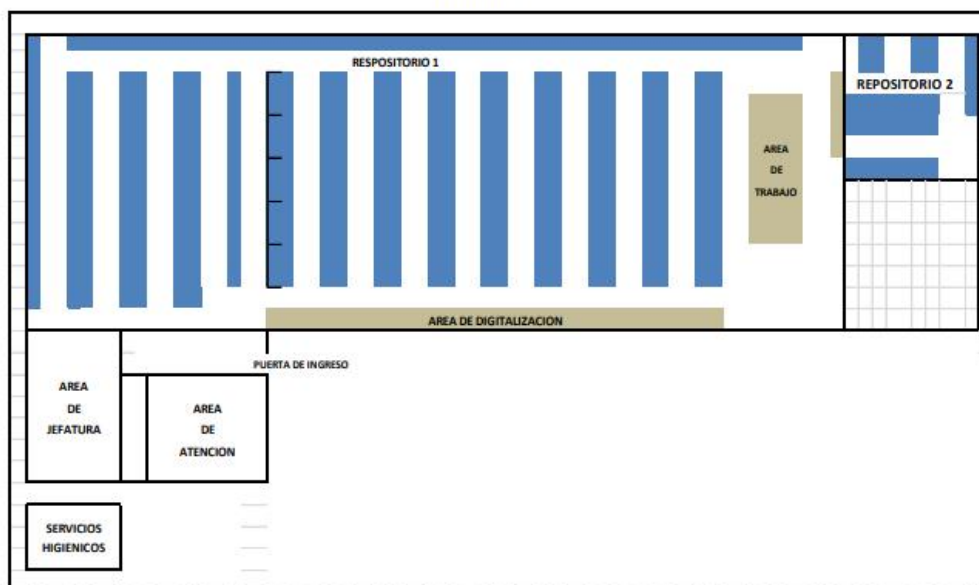 RESPOSITORIO 1
REPOSITORIO 2
AREA
DE
TRABAJO
AREA DE DIGITALIZACION
PUERTA DE INGRESO
AREA
DE
JEFATURA
AREA
DE
ATENCION
SERVICIOS
HIGIENICOS